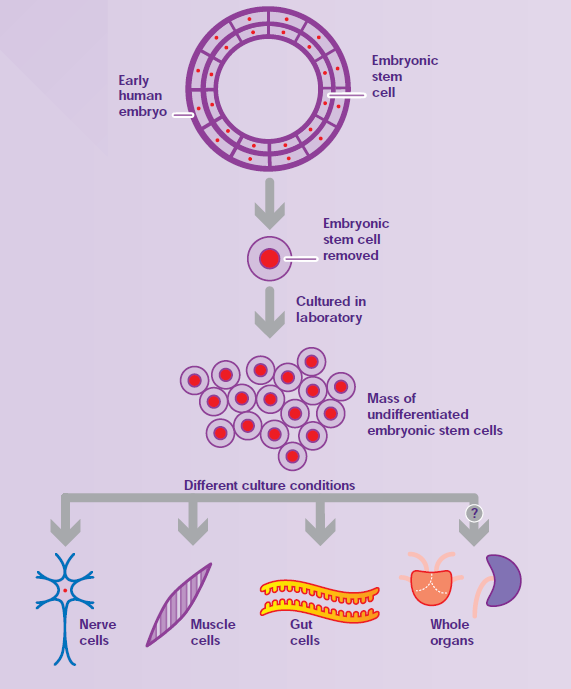 Early
human
embryo
Embryonic
stem
cell
Embryonic
stem cell
removed
Cultured in
laboratory
Mass of
undifferentiated
embryonic stem cells
Different culture conditions
?
Nerve
cells
Muscle
cells
Gut
cells
Whole
organs